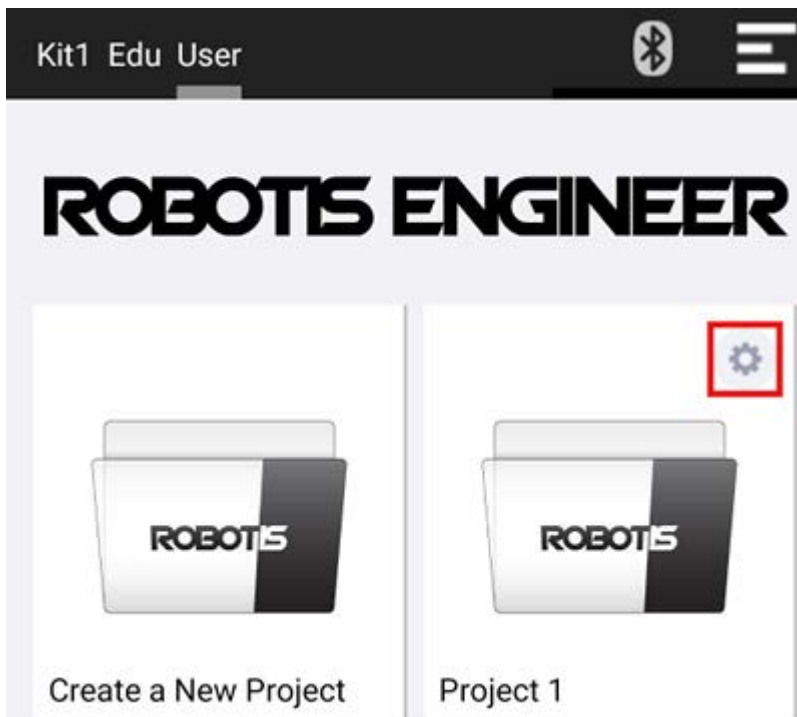 Kit1 Edu User
ROBOTIS ENGINEER
ROBOTIS ROBOTIS
Create a New Project Project 1